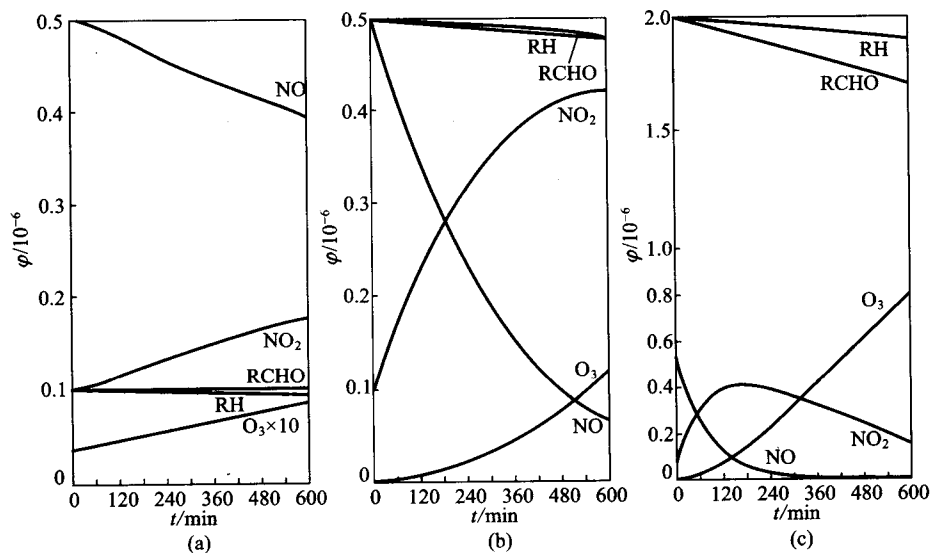 φ/10⁻⁶
0.5
0.4
0.3
0.2
0.1
0
NO
NO₂
RCHO
RH
O₃×10
0 120 240 360 480 600
t/min
(a)
φ/10⁻⁶
0.5
0.4
0.3
0.2
0.1
0
RH
RCHO
NO₂
O₃
NO
0 120 240 360 480 600
t/min
(b)
φ/10⁻⁶
2.0
1.8
1.0
0.8
0.6
0.4
0.2
0
RH
RCHO
O₃
NO₂
NO
0 120 240 360 480 600
t/min
(c)